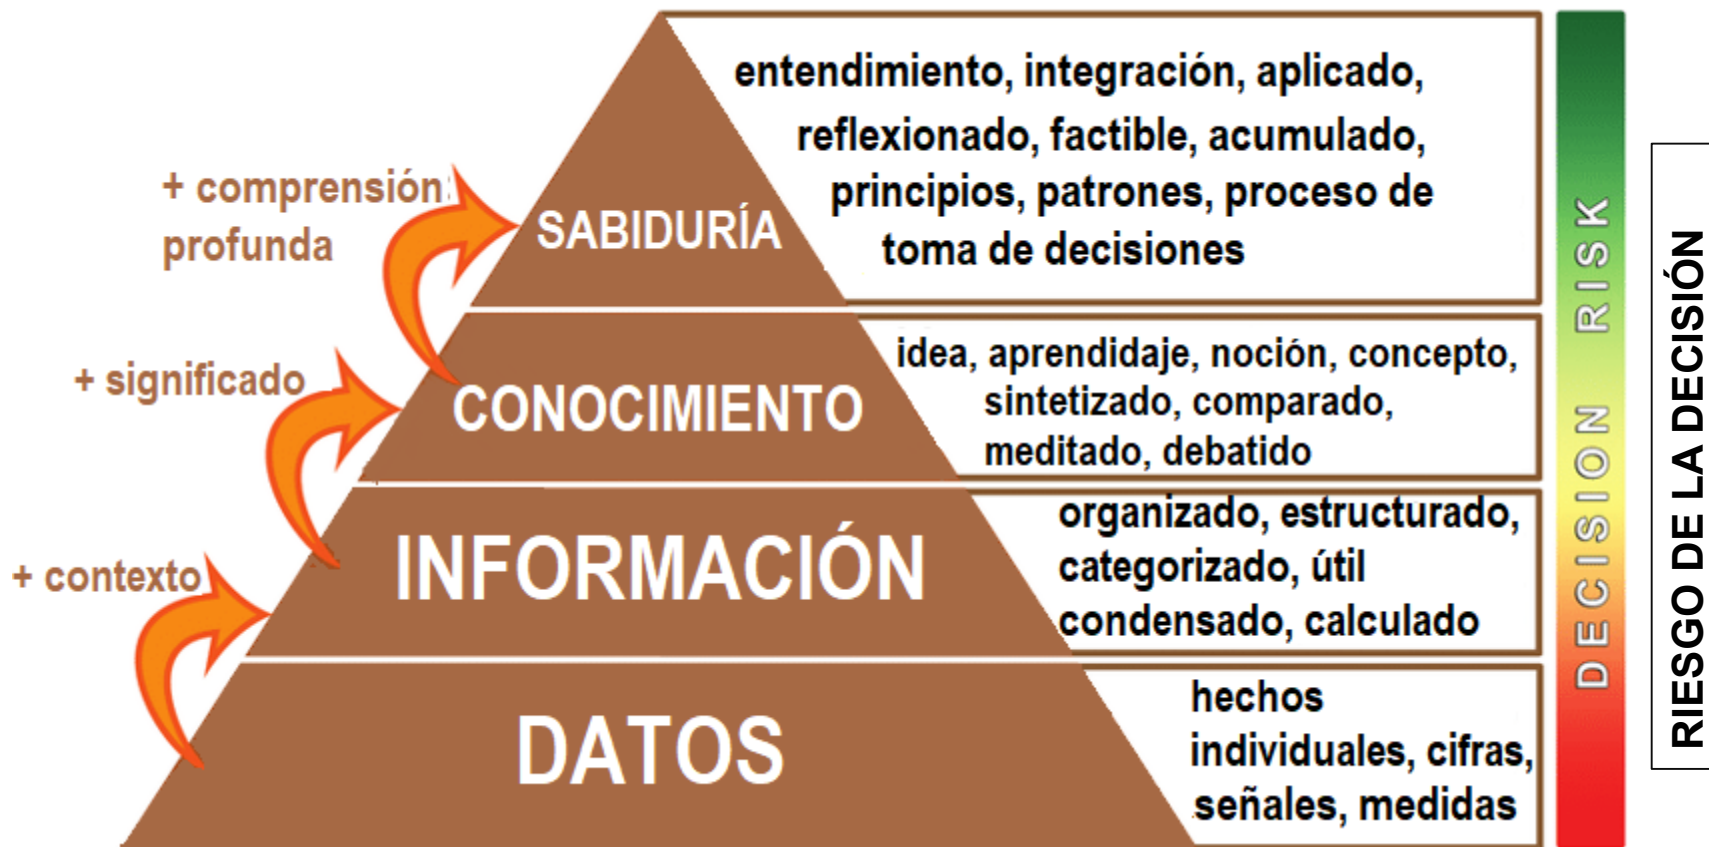 entendimiento, integración, aplicado,
reflexionado, factible, acumulado,
principios, patrones, proceso de
toma de decisiones
+ comprensión
profunda
SABIDURÍA
idea, aprendidaje, noción, concepto,
sintetizado, comparado,
meditado, debatido
+ significado
CONOCIMIENTO
organizado, estructurado,
categorizado, útil
condensado, calculado
+ contexto
INFORMACIÓN
hechos
individuales, cifras,
señales, medidas
DATOS
DECISION RISK
RIESGO DE LA DECISIÓN